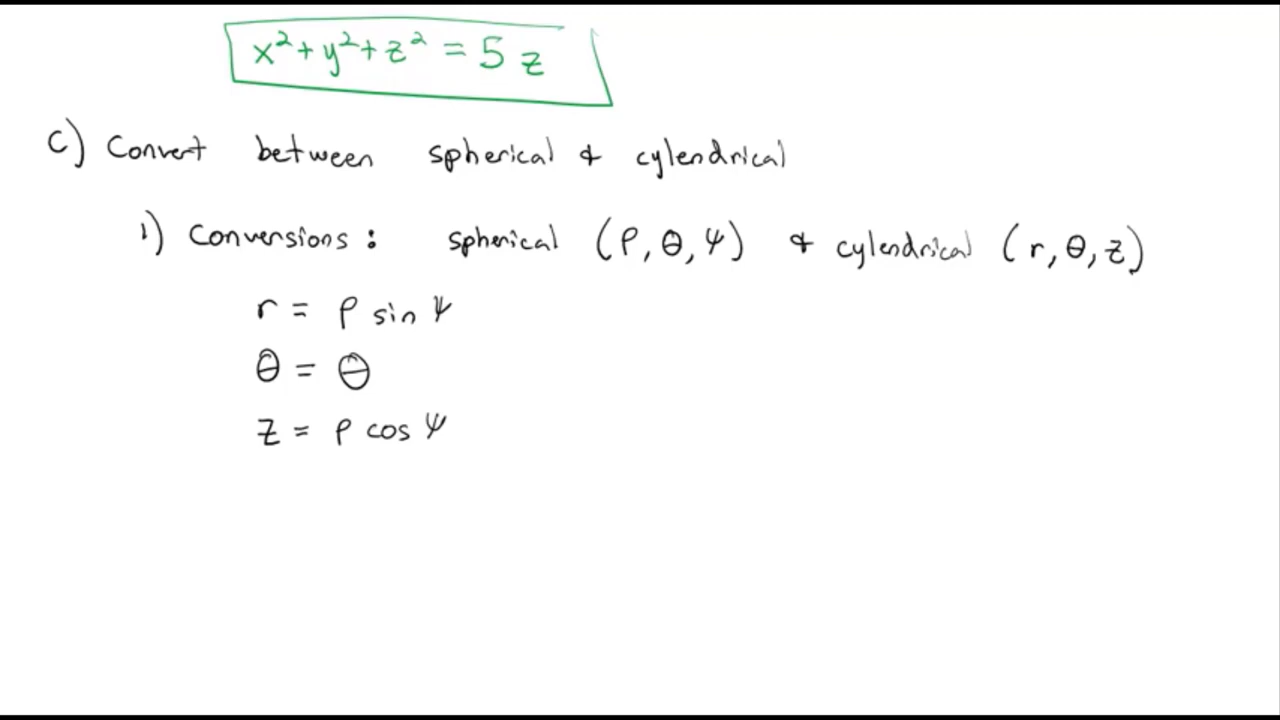 x²+y²+z² = 5z
C) Convert between spherical & cylendrical
1) Conversions: spherical (ρ, θ, ψ) & cylendrical (r, θ, z)
r = ρ sin ψ
θ = θ
z = ρ cos ψ